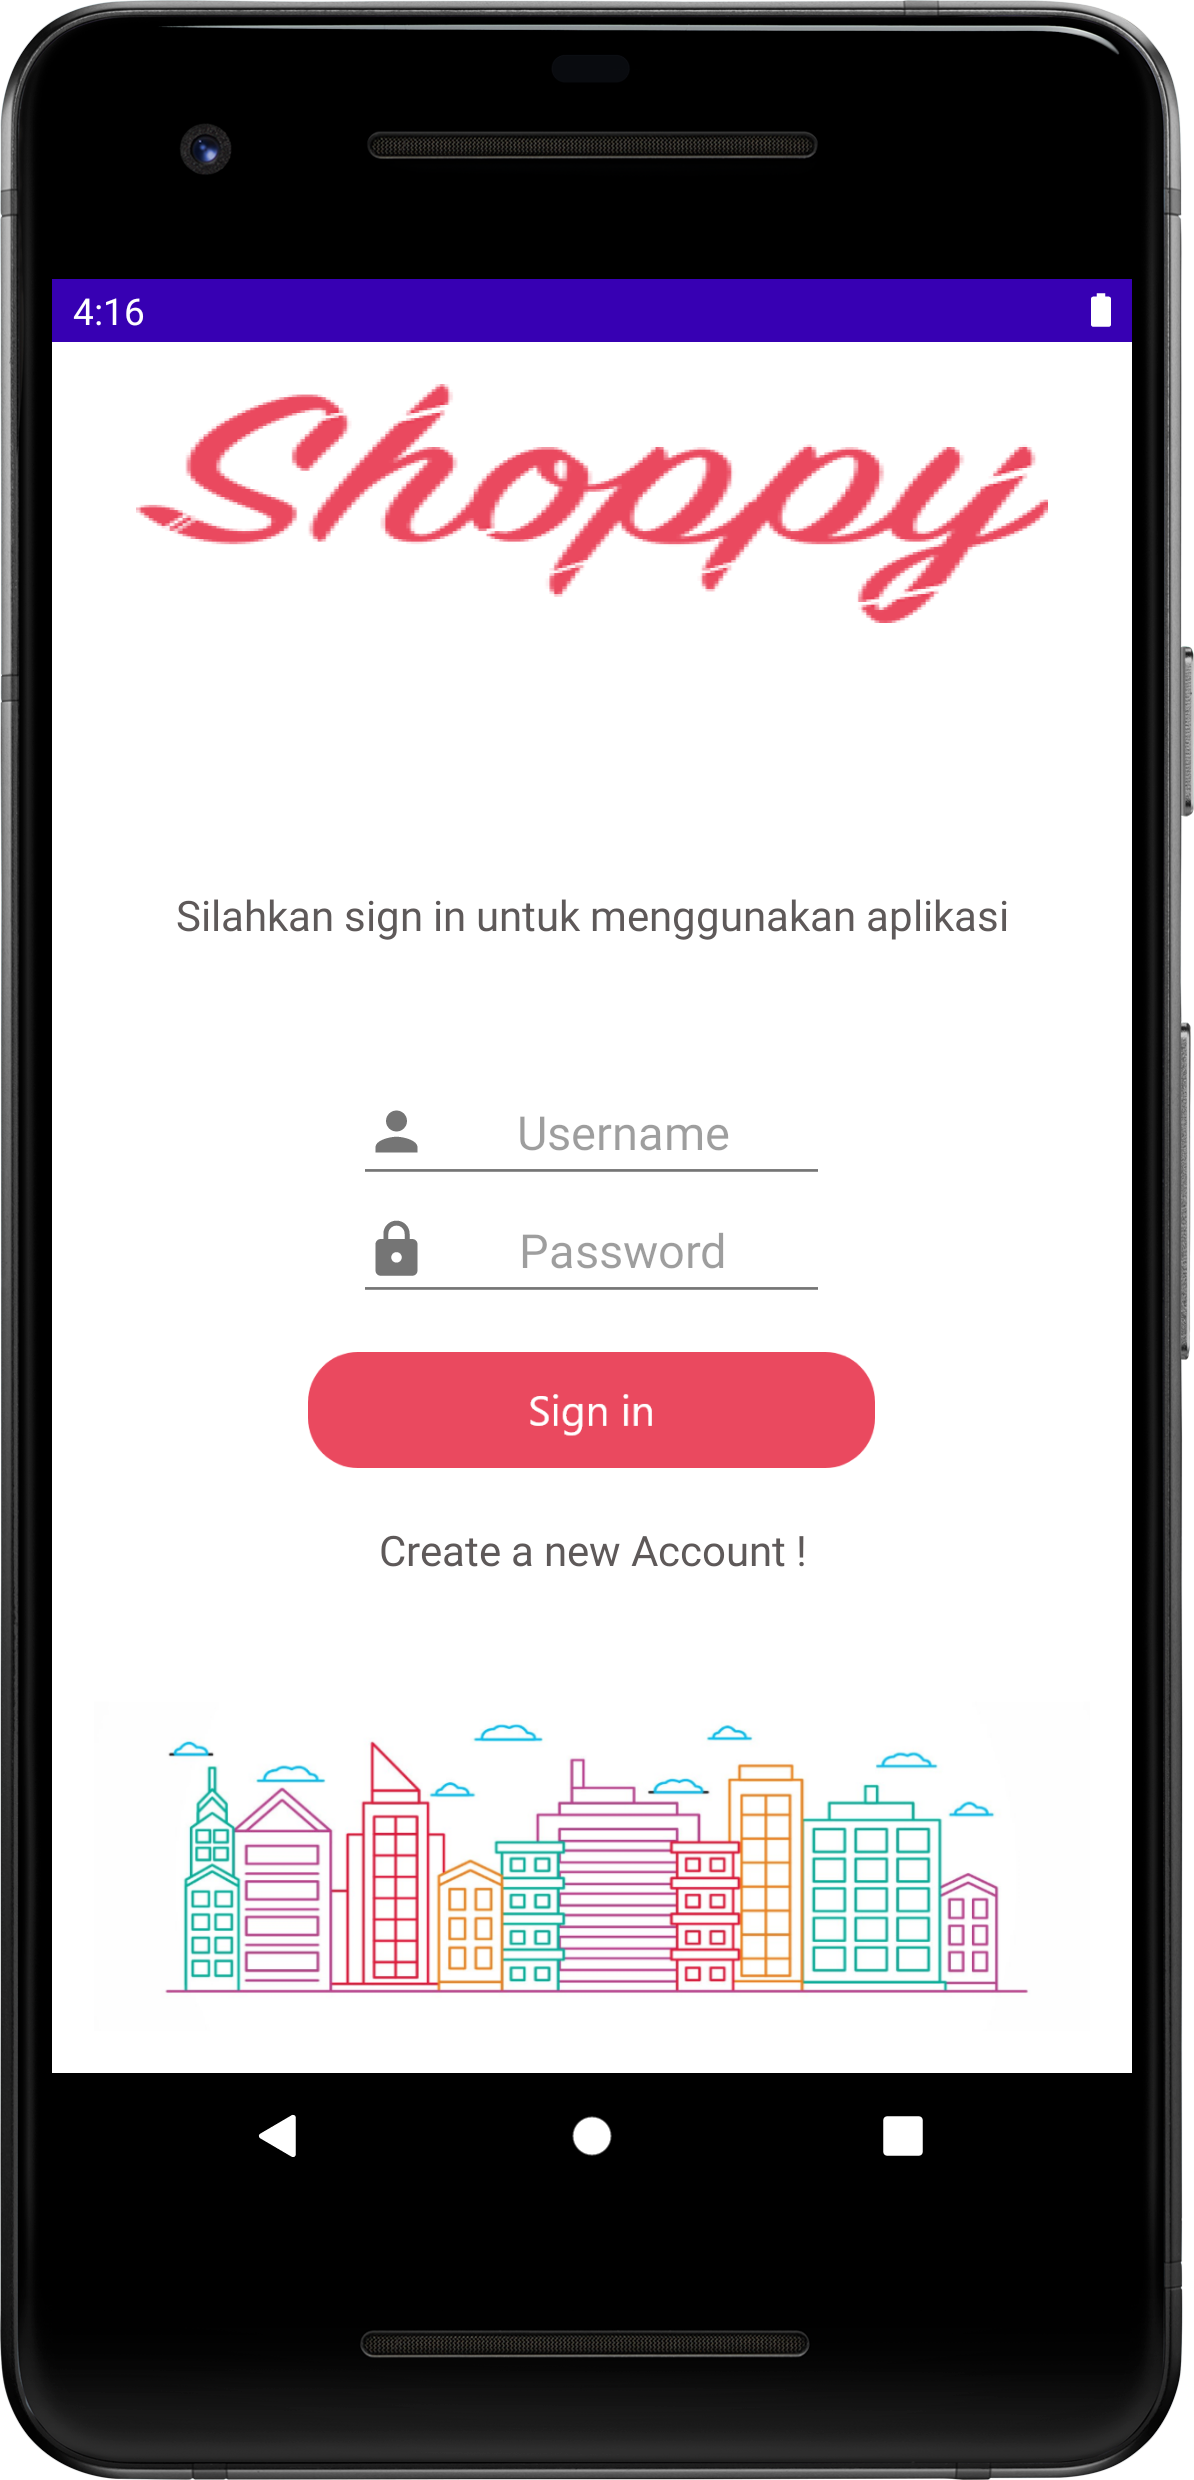 4:16
Shoppy
Silahkan sign in untuk menggunakan aplikasi
Username
Password
Sign in
Create a new Account !